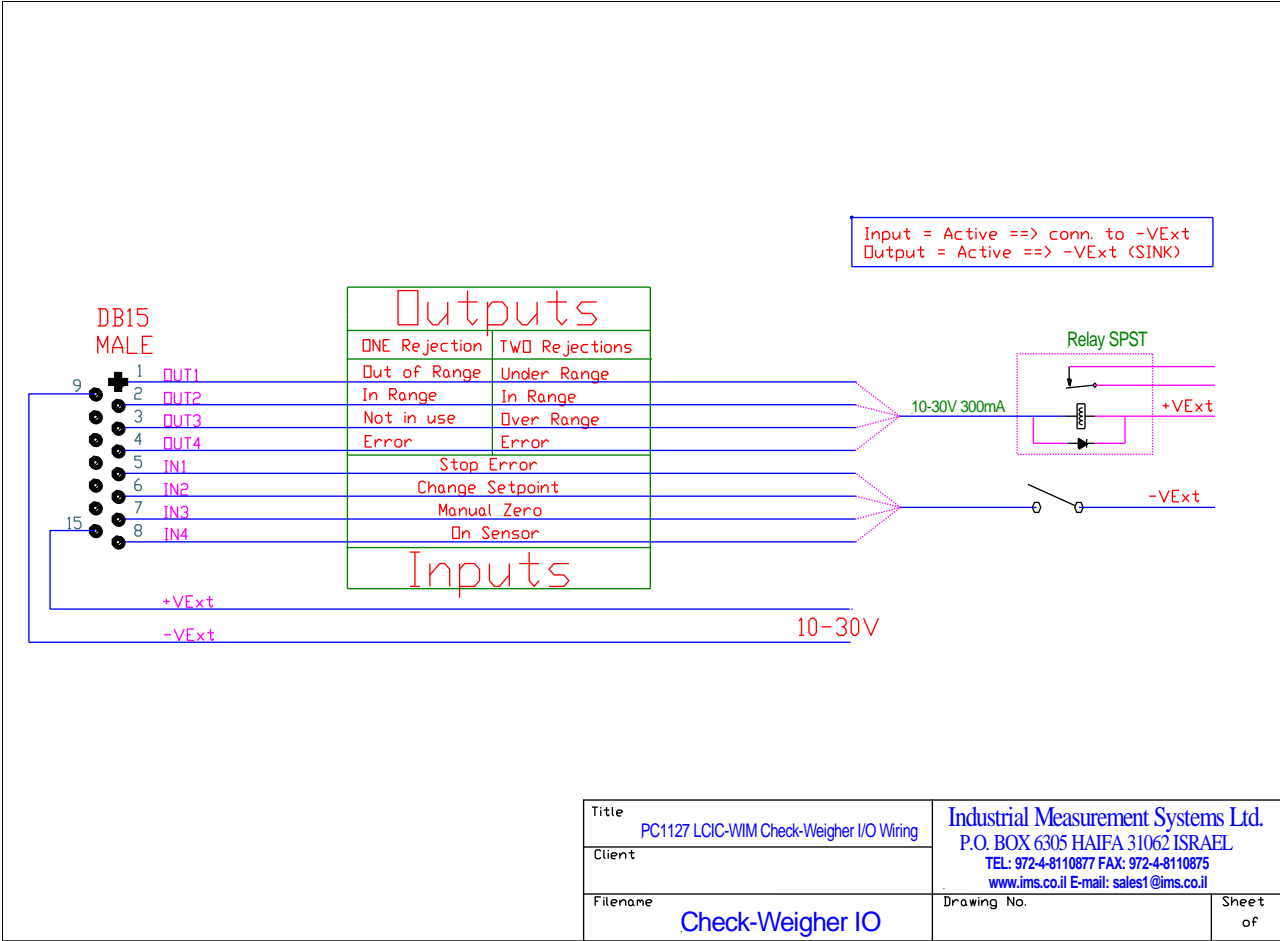 Input = Active ==> conn. to -VExt
Output = Active ==> -VExt (SINK)
DB15
MALE
Outputs
ONE Rejection TWO Rejections
1 OUT1 Out of Range Under Range
9
2 OUT2 In Range In Range
3 OUT3 Not in use Over Range
4 OUT4 Error Error
5 IN1 Stop Error
6 IN2 Change Setpoint
7 IN3 Manual Zero
15
8 IN4 On Sensor
Inputs
Relay SPST
10-30V 300mA
+VExt
-VExt
+VExt
-VExt
10-30V
Title
PC1127 LCIC-WIM Check-Weigher I/O Wiring
Client
Filename
Check-Weigher IO
Industrial Measurement Systems Ltd.
P.O. BOX 6305 HAIFA 31062 ISRAEL
TEL: 972-4-8110877 FAX: 972-4-8110875
www.ims.co.il E-mail: sales1@ims.co.il
Drawing No.
Sheet
of